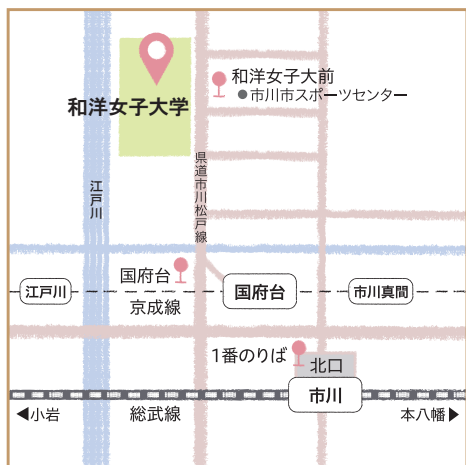 和洋女子大前
●市川市スポーツセンター
和洋女子大学
県道市川松戸線
江戸川
国府台
江戸川
国府台
市川真間
京成線
1番のりば
北口
市川
◀小岩
総武線
本八幡▶